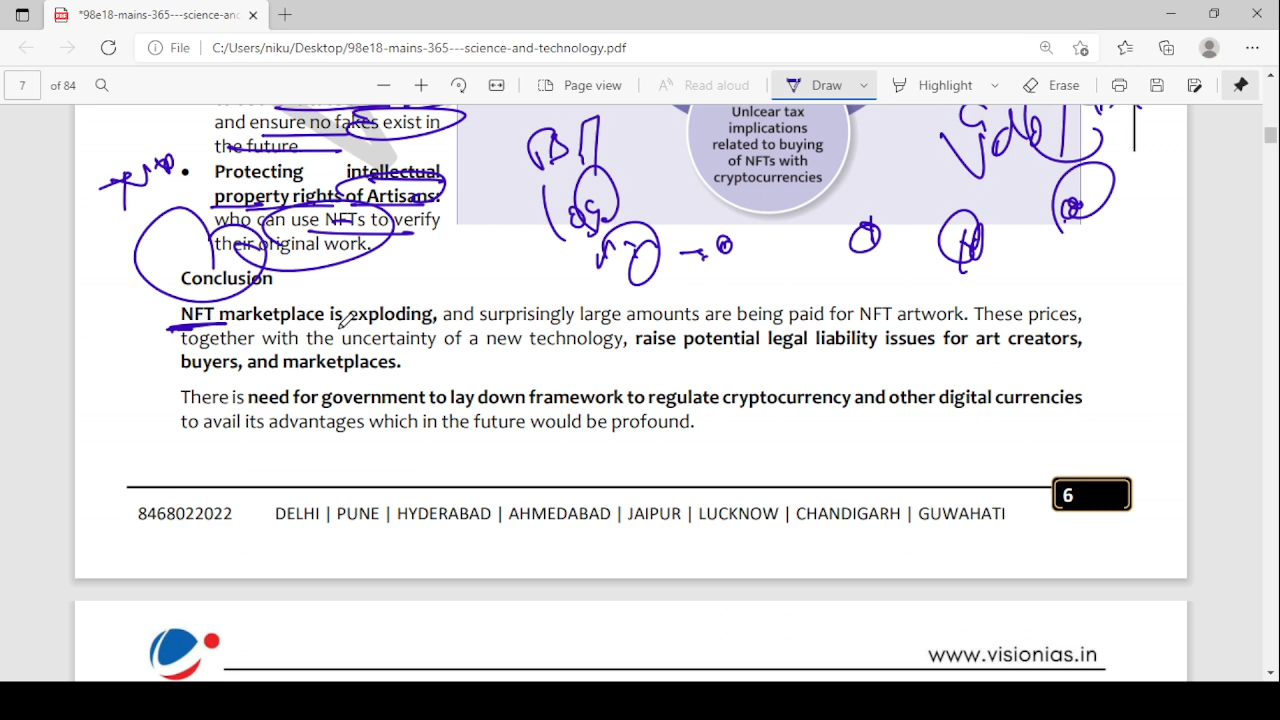 *98e18-mains-365---science-and
File C:/Users/niku/Desktop/98e18-mains-365---science-and-technology.pdf
7 of 84 Page view Read aloud Draw Highlight Erase
and ensure no fakes exist in
the future
• Protecting intellectual
property rights of Artisans:
who can use NFTs to verify
their original work.
Unlcear tax
implications
related to buying
of NFTs with
cryptocurrencies
Conclusion
NFT marketplace is exploding, and surprisingly large amounts are being paid for NFT artwork. These prices,
together with the uncertainty of a new technology, raise potential legal liability issues for art creators,
buyers, and marketplaces.
There is need for government to lay down framework to regulate cryptocurrency and other digital currencies
to avail its advantages which in the future would be profound.
6
8468022022 DELHI | PUNE | HYDERABAD | AHMEDABAD | JAIPUR | LUCKNOW | CHANDIGARH | GUWAHATI
www.visionias.in